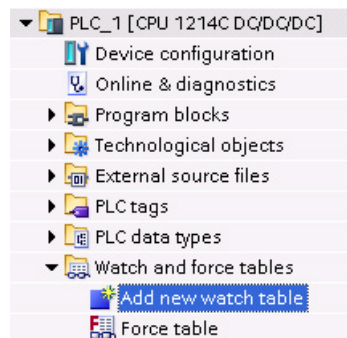 PLC_1 [CPU 1214C DC/DC/DC]
Device configuration
Online & diagnostics
Program blocks
Technological objects
External source files
PLC tags
PLC data types
Watch and force tables
Add new watch table
Force table